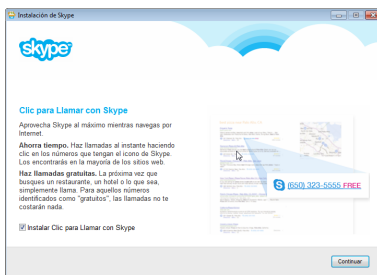 Instalación de Skype
skype
Clic para Llamar con Skype
Aprovecha Skype al máximo mientras navegas por
Internet.
Ahorra tiempo. Haz llamadas al instante haciendo
clic en los números que tengan el icono de Skype.
Los encontrarás en la mayoría de los sitios web.
Haz llamadas gratuitas. La próxima vez que
busques un restaurante, un hotel o lo que sea,
simplemente llama. Para aquellos números
identificados como "gratuitos", las llamadas no te
costarán nada.
(650) 323-5555 FREE
Instalar Clic para Llamar con Skype
Continuar